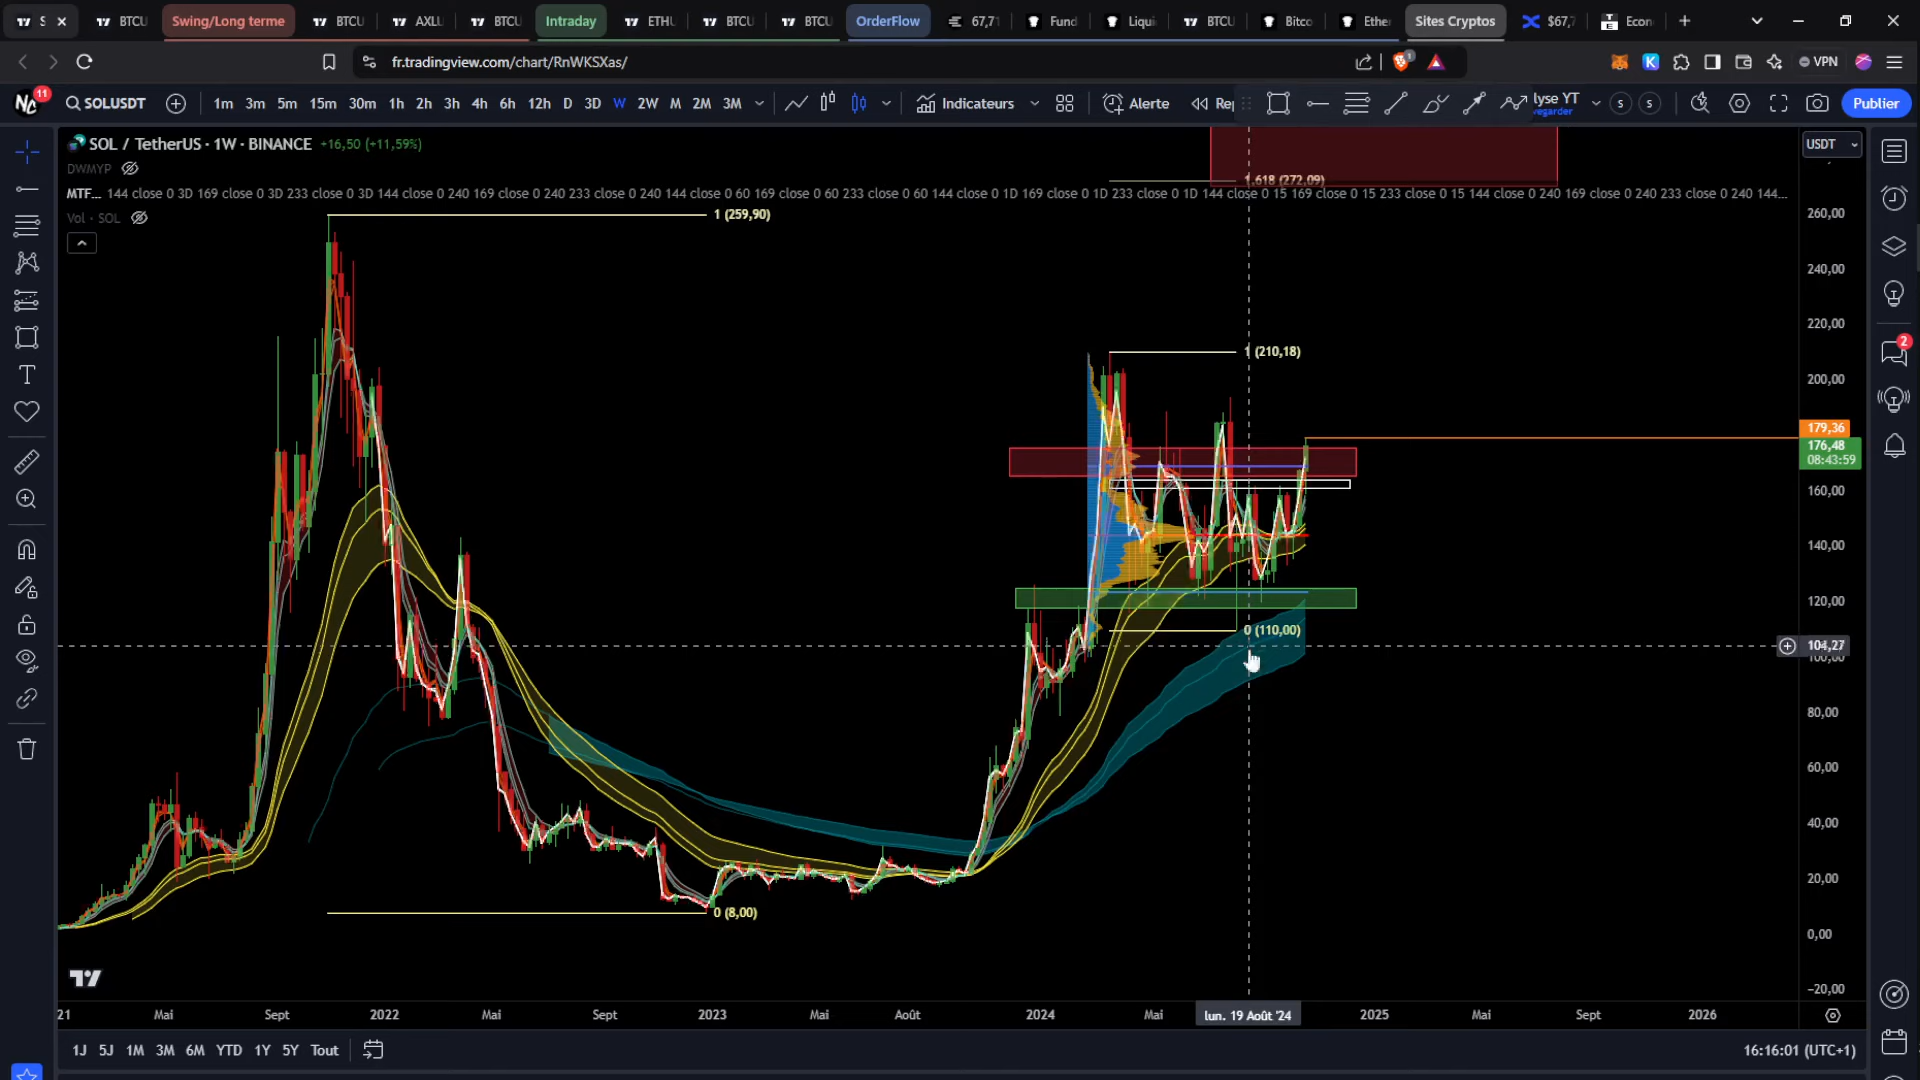 S
BTCU
Swing/Long terme
BTCU
AXLU
BTCU
Intraday
ETHU
BTCU
BTCU
OrderFlow
67,71
Fund
Liqui
BTCU
Bitco
Ether
Sites Cryptos
$67,7
Econ
fr.tradingview.com/chart/RnWKSXas/
1
K
VPN
11
SOLUSDT
1m 3m 5m 15m 30m 1h 2h 3h 4h 6h 12h D 3D W 2W M 2M 3M
Indicateurs
Alerte
lyse YT
S
S
Publier
SOL / TetherUS · 1W · BINANCE +16,50 (+11,59%)
USDT
DWMYP
1,618 (272,09)
MTF... 144 close 0 3D 169 close 0 3D 233 close 0 3D 144 close 0 240 169 close 0 240 233 close 0 240 144 close 0 60 169 close 0 60 233 close 0 60 144 close 0 1D 169 close 0 1D 233 close 0 1D 144 close 0 15 169 close 0 15 233 close 0 15 144 close 0 240 169 close 0 240 233 close 0 240 144...
Vol · SOL
1 (259,90)
260,00
240,00
220,00
1 (210,18)
2
200,00
179,36
176,48
08:43:59
160,00
140,00
120,00
0 (110,00)
104,27
100,00
80,00
60,00
40,00
20,00
0 (8,00)
0,00
−20,00
21 Mai Sept 2022 Mai Sept 2023 Mai Août 2024 Mai lun. 19 Août '24 2025 Mai Sept 2026
1J 5J 1M 3M 6M YTD 1Y 5Y Tout
16:16:01 (UTC+1)